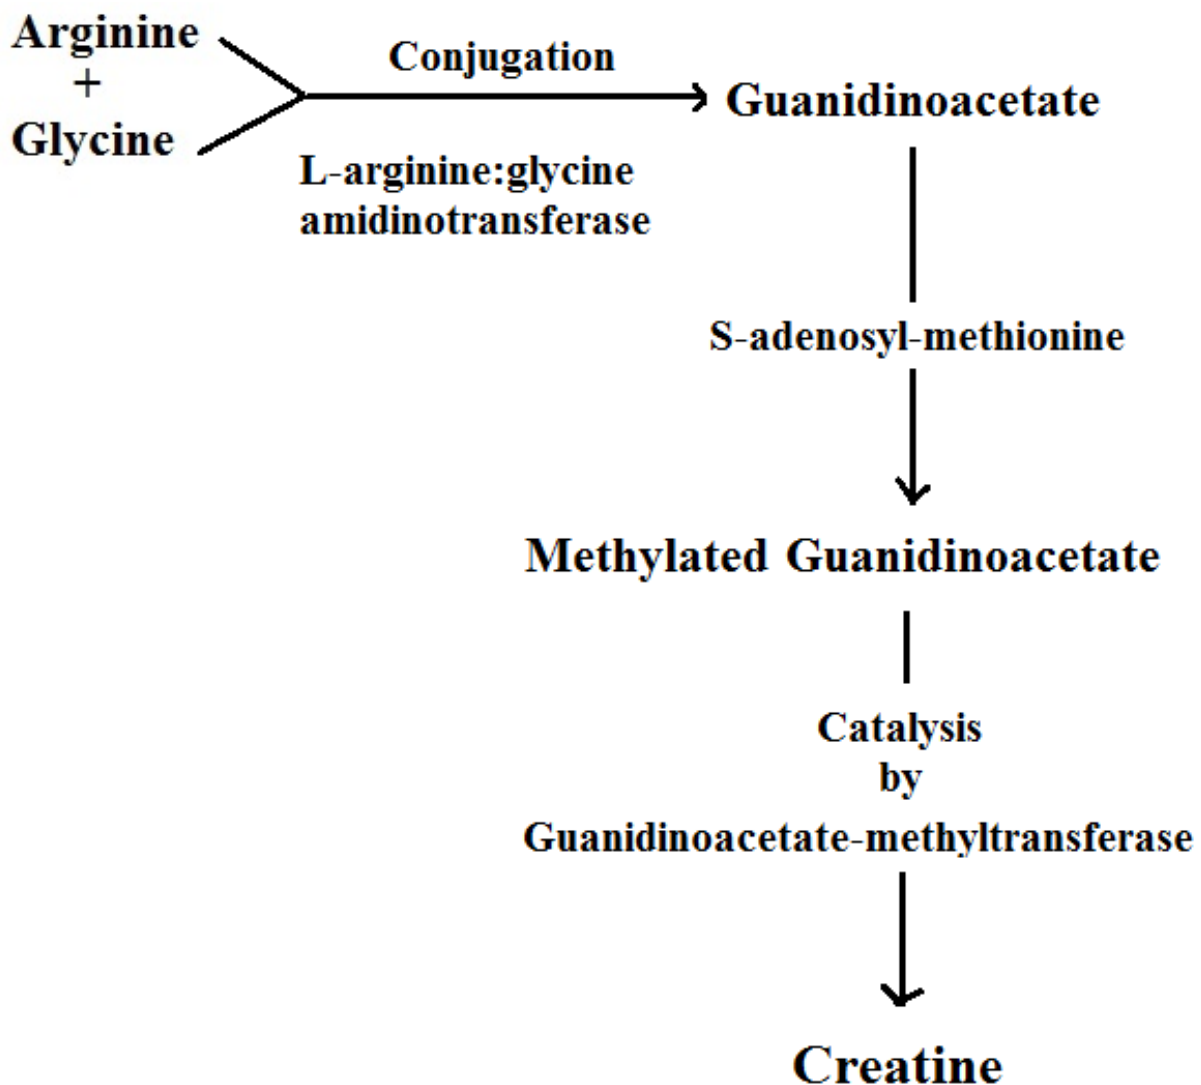 Arginine
+
Glycine
Conjugation
L-arginine:glycine
amidinotransferase
Guanidinoacetate
S-adenosyl-methionine
Methylated Guanidinoacetate
Catalysis
by
Guanidinoacetate-methyltransferase
Creatine